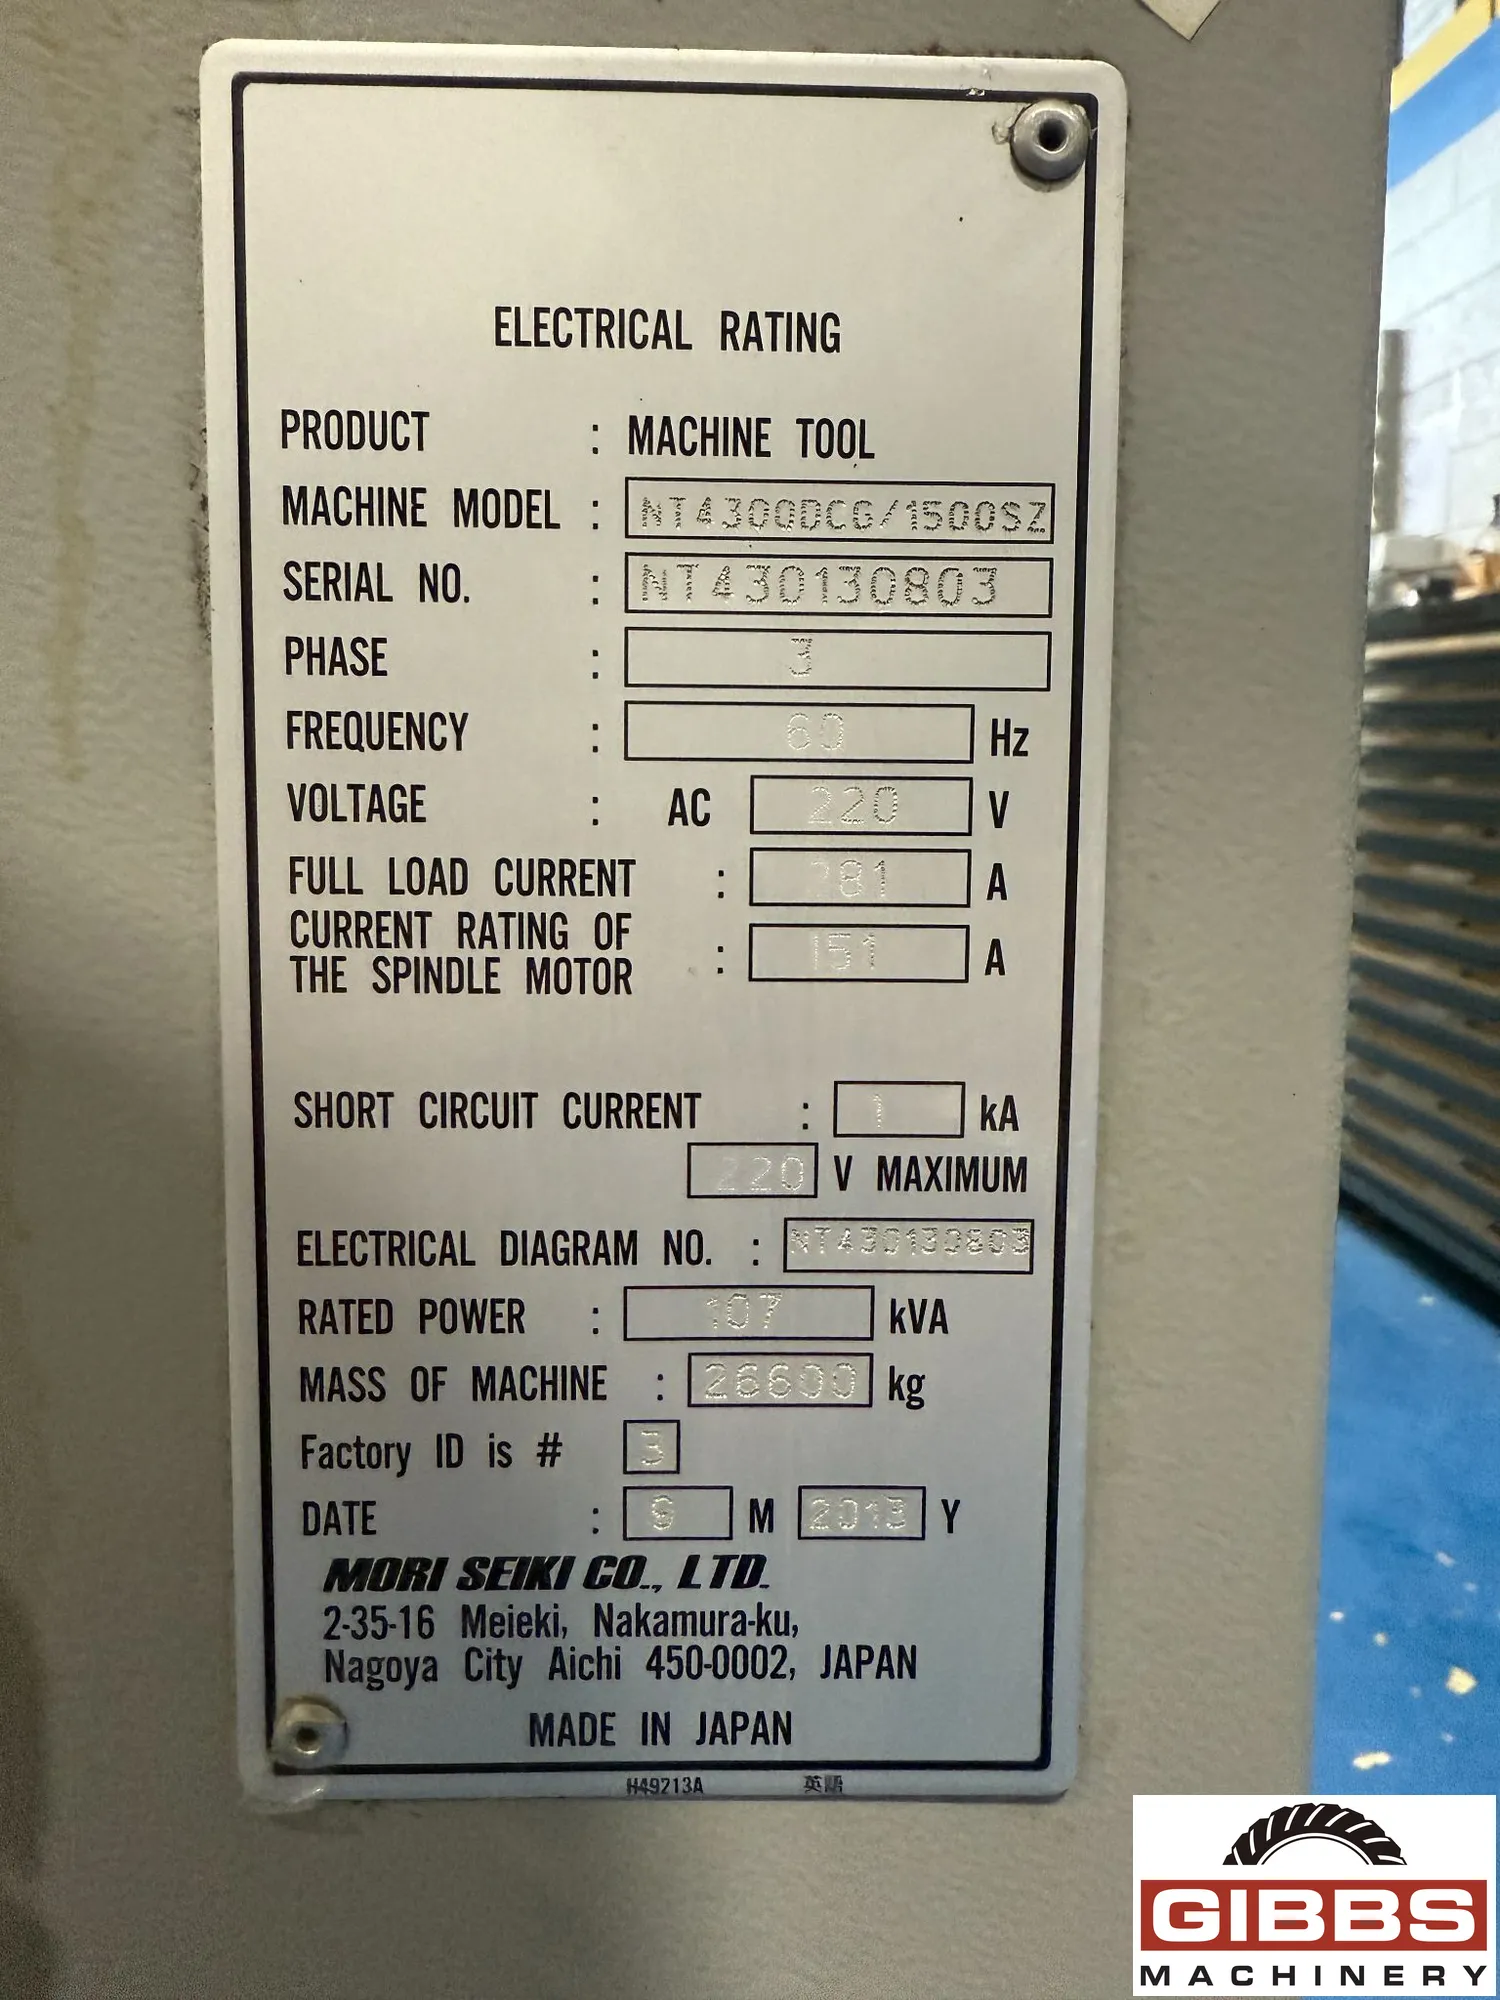 ELECTRICAL RATING
PRODUCT : MACHINE TOOL
MACHINE MODEL : NT4300DCG/1500SZ
SERIAL NO. : NT430130803
PHASE : 3
FREQUENCY : 60 Hz
VOLTAGE : AC 220 V
FULL LOAD CURRENT : 281 A
CURRENT RATING OF
THE SPINDLE MOTOR : 151 A
SHORT CIRCUIT CURRENT : 1 kA
220 V MAXIMUM
ELECTRICAL DIAGRAM NO. : NT430130803
RATED POWER : 107 kVA
MASS OF MACHINE : 26600 kg
Factory ID is # 3
DATE : 9 M 2013 Y
MORI SEIKI CO., LTD.
2-35-16 Meieki, Nakamura-ku,
Nagoya City Aichi 450-0002, JAPAN
MADE IN JAPAN
H49213A 英語
GIBBS
MACHINERY